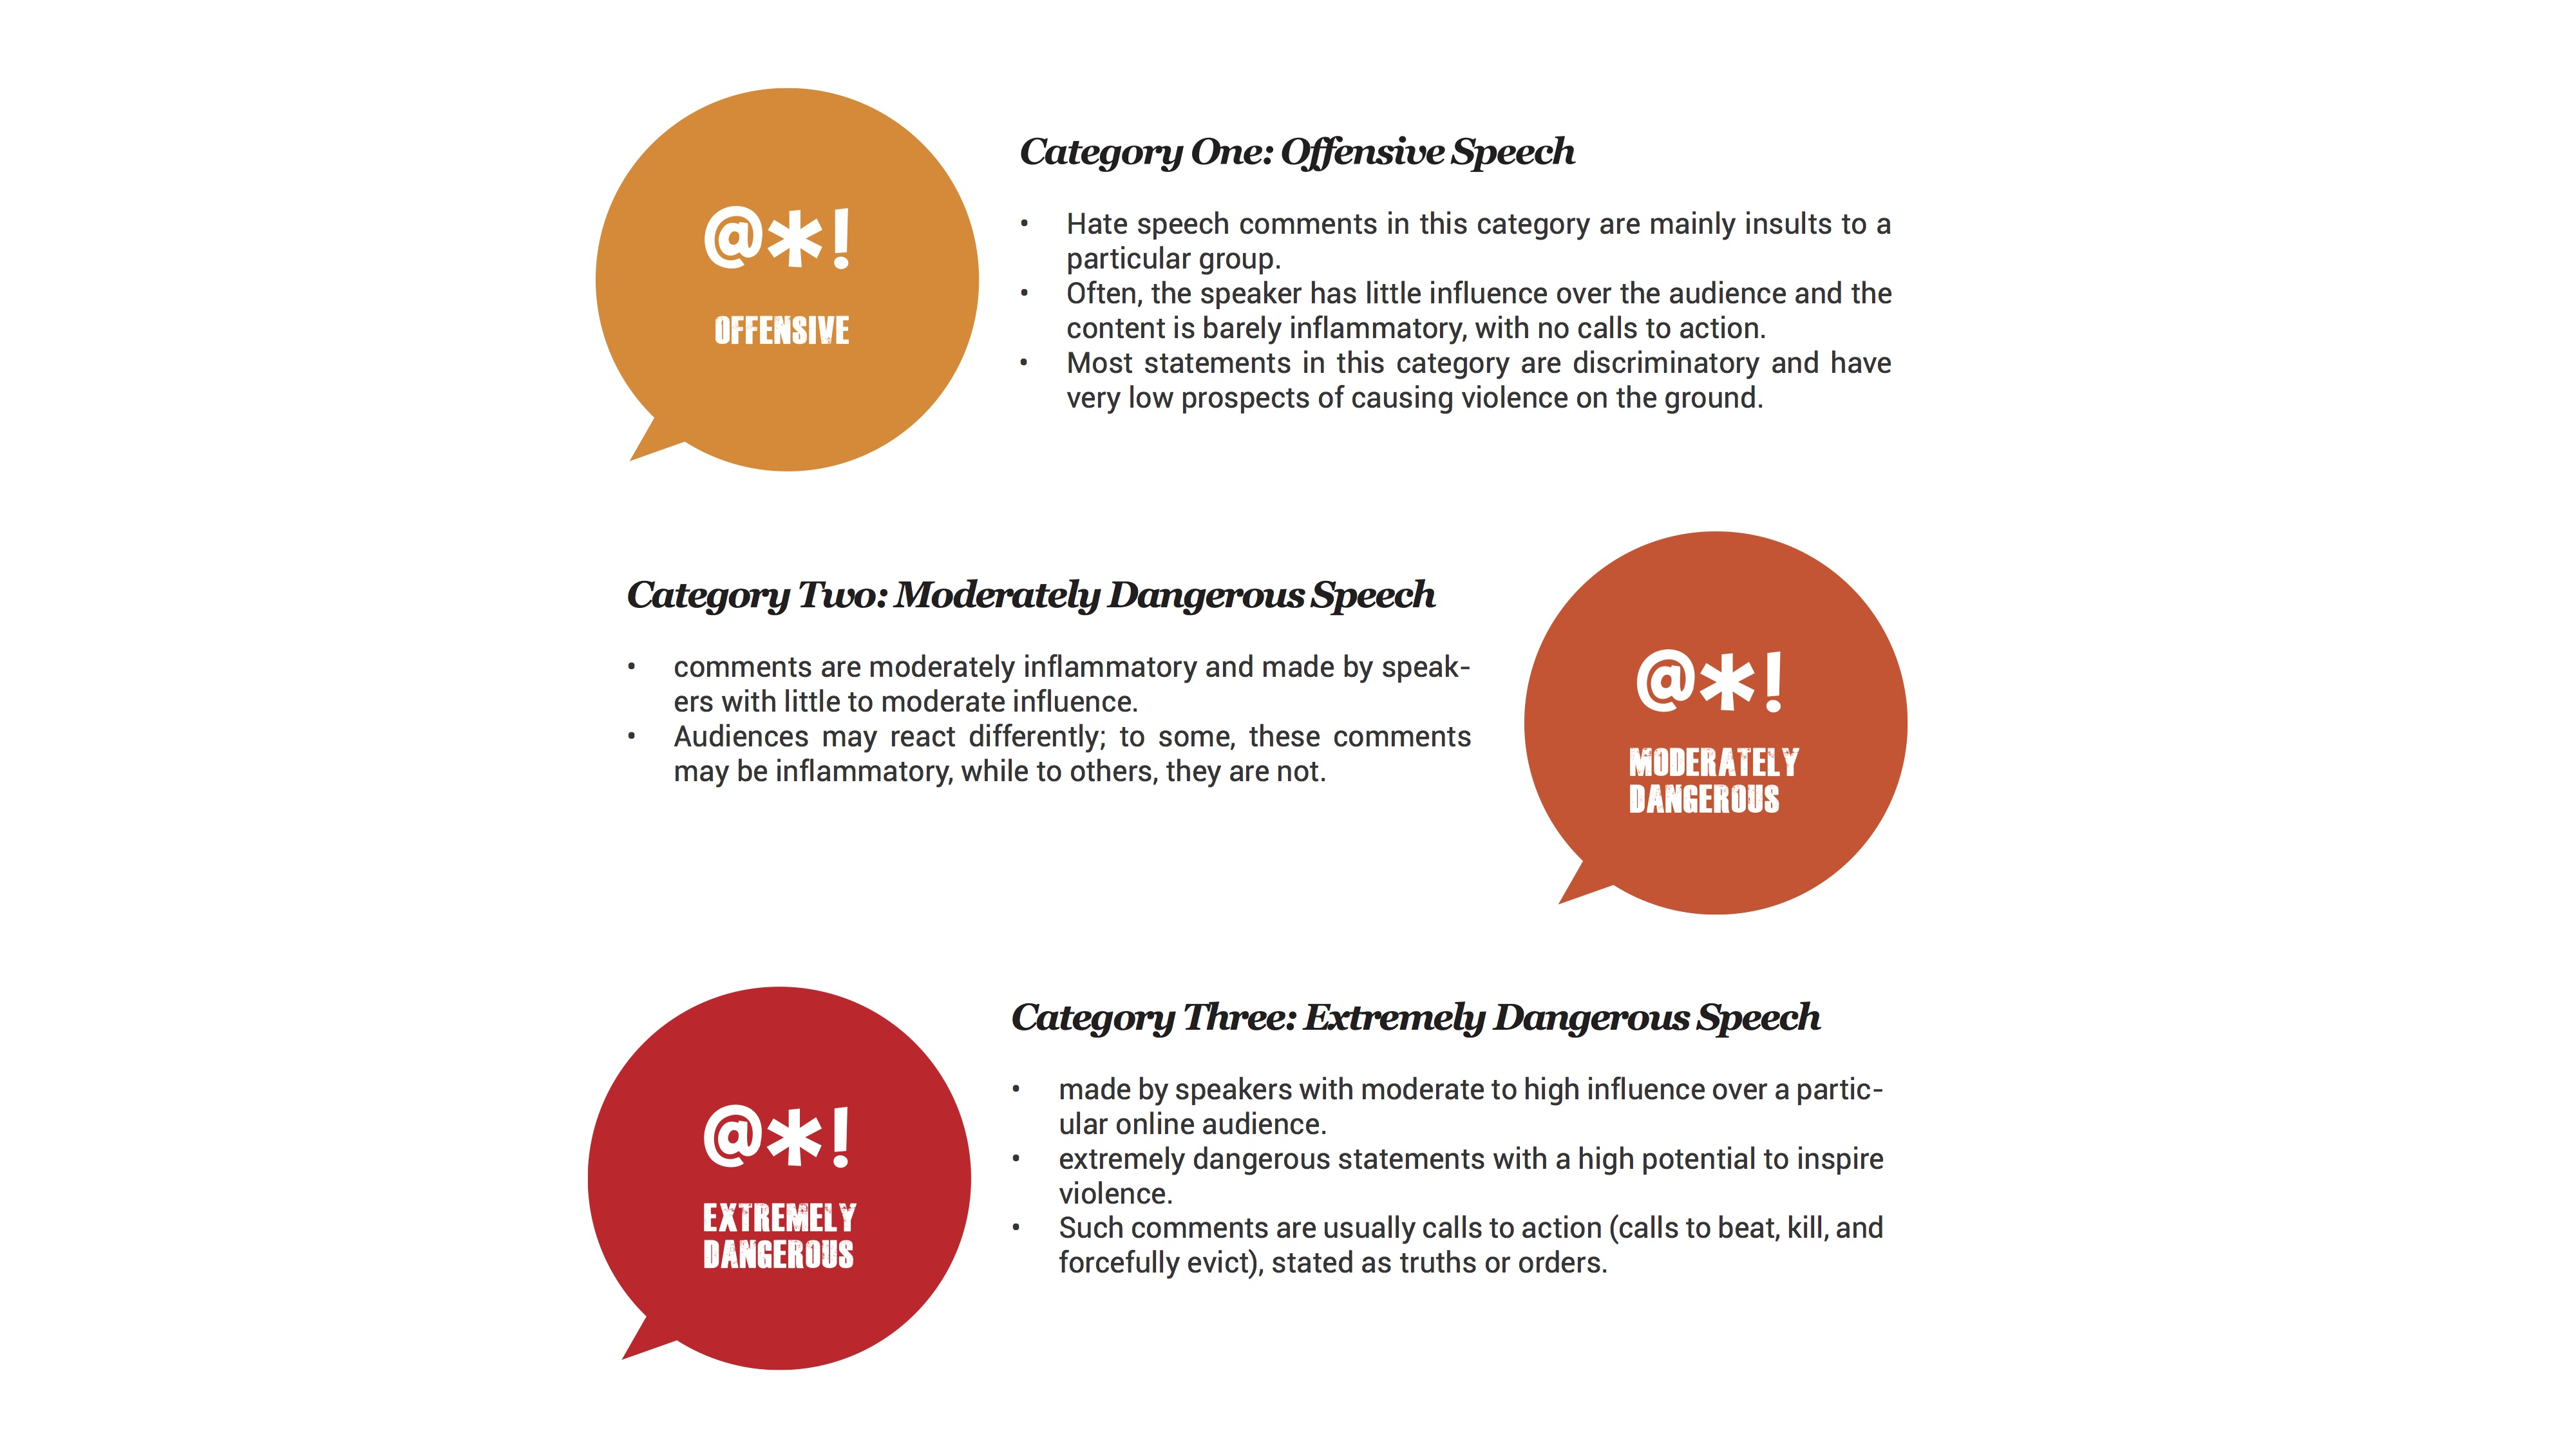 @*!
OFFENSIVE
Category One: Offensive Speech
• Hate speech comments in this category are mainly insults to a
particular group.
• Often, the speaker has little influence over the audience and the
content is barely inflammatory, with no calls to action.
• Most statements in this category are discriminatory and have
very low prospects of causing violence on the ground.
Category Two: Moderately Dangerous Speech
• comments are moderately inflammatory and made by speak-
ers with little to moderate influence.
• Audiences may react differently; to some, these comments
may be inflammatory, while to others, they are not.
@*!
MODERATELY
DANGEROUS
@*!
EXTREMELY
DANGEROUS
Category Three: Extremely Dangerous Speech
• made by speakers with moderate to high influence over a partic-
ular online audience.
• extremely dangerous statements with a high potential to inspire
violence.
• Such comments are usually calls to action (calls to beat, kill, and
forcefully evict), stated as truths or orders.